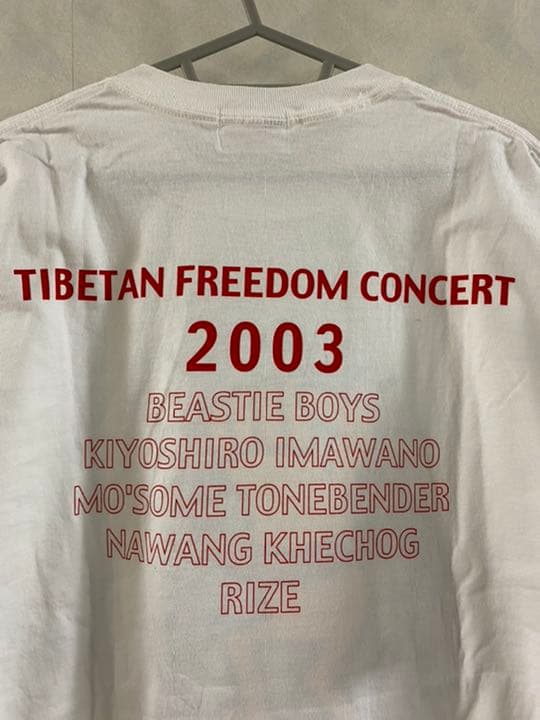 TIBETAN FREEDOM CONCERT
2003
BEASTIE BOYS
KIYOSHIRO IMAWANO
MO'SOME TONEBENDER
NAWANG KHECHOG
RIZE